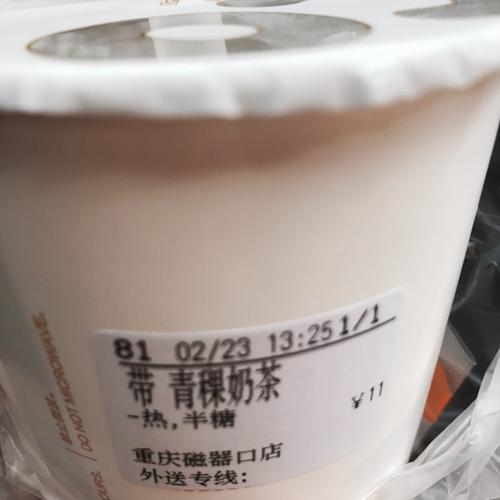 81 02/23 13:25 1/1
带 青稞奶茶
-热,半糖
¥11
重庆磁器口店
外送专线:
DO NOT MICROWAVE.
OURS.